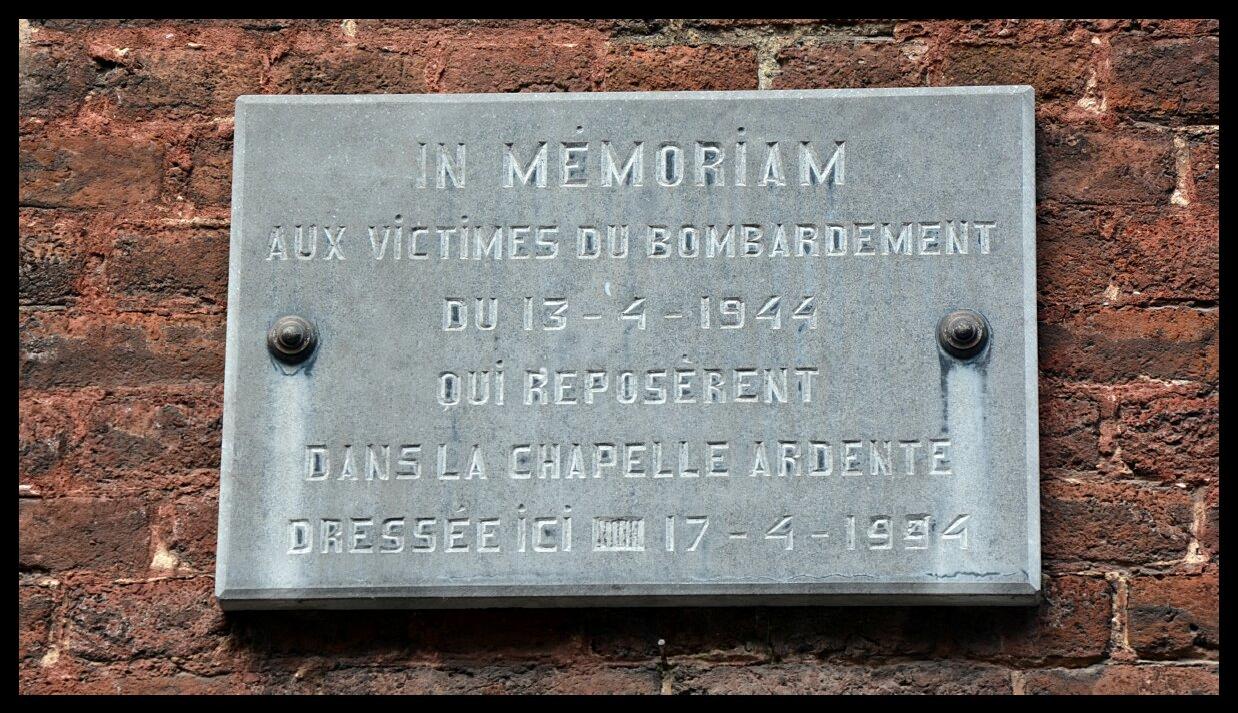 IN MÉMORIAM
AUX VICTIMES DU BOMBARDEMENT
DU 13-4-1944
QUI REPOSÈRENT
DANS LA CHAPELLE ARDENTE
DRESSÉE ICI 17-4-1994